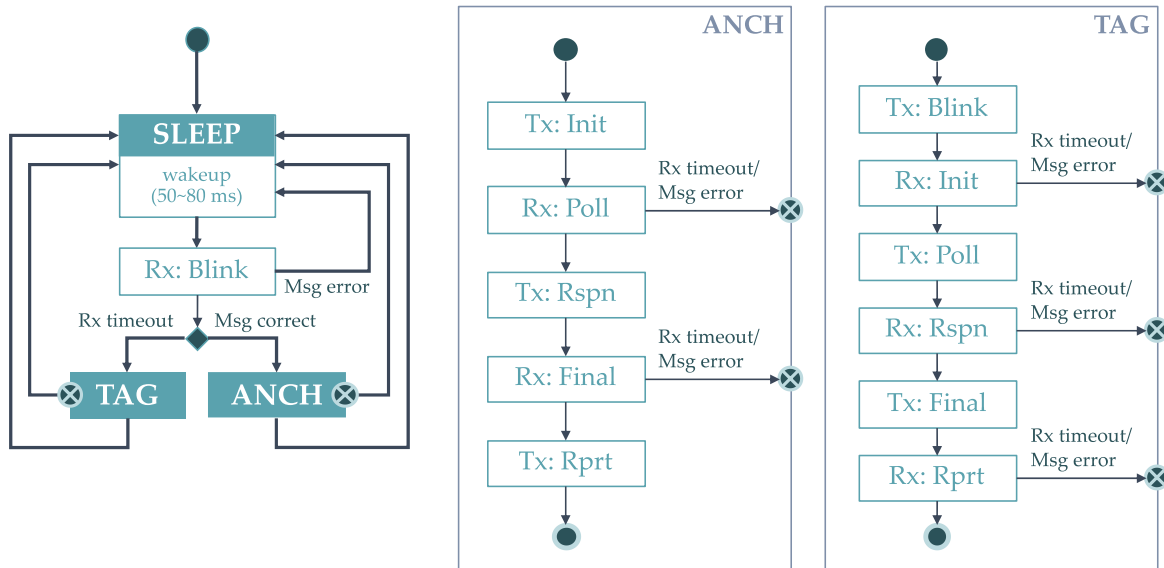 SLEEP
wakeup
(50~80 ms)
Rx: Blink
Msg error
Rx timeout
Msg correct
TAG
ANCH
ANCH
Tx: Init
Rx timeout/
Msg error
Rx: Poll
Tx: Rspn
Rx timeout/
Msg error
Rx: Final
Tx: Rprt
TAG
Tx: Blink
Rx timeout/
Msg error
Rx: Init
Tx: Poll
Rx timeout/
Msg error
Rx: Rspn
Tx: Final
Rx timeout/
Msg error
Rx: Rprt